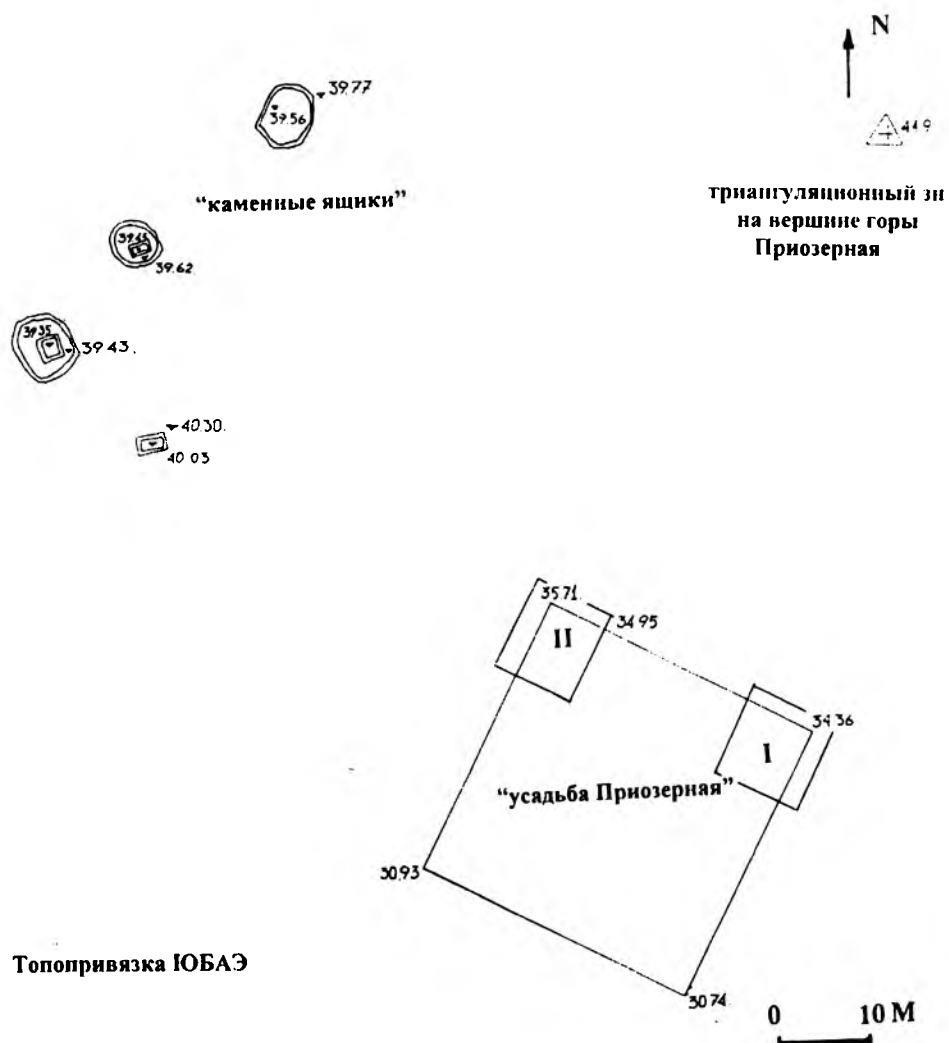 N
39.77
39.56
44.9
“каменные ящики”
триангуляционный зн
на вершине горы
Приозерная
39.62
39.35
39.43.
40.30.
40.03
35.71.
34.95
II
34.36
I
“усадьба Приозерная”
30.93
Топопривязка ЮБАЭ
30.74
0 10 М